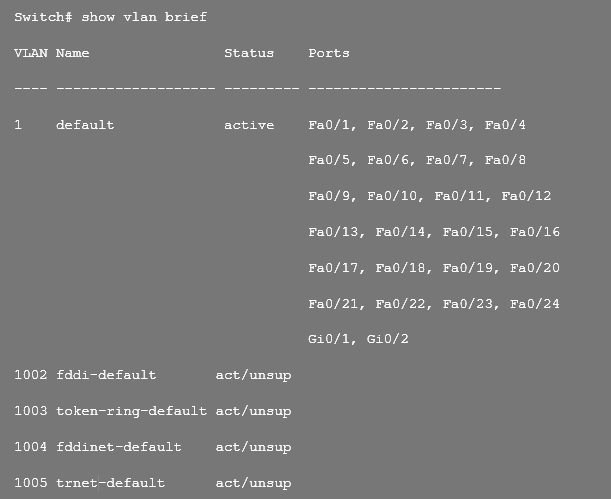 Switch# show vlan brief
VLAN Name                Status    Ports
---- ------------------- --------- -----------------------
1    default             active    Fa0/1, Fa0/2, Fa0/3, Fa0/4
                                   Fa0/5, Fa0/6, Fa0/7, Fa0/8
                                   Fa0/9, Fa0/10, Fa0/11, Fa0/12
                                   Fa0/13, Fa0/14, Fa0/15, Fa0/16
                                   Fa0/17, Fa0/18, Fa0/19, Fa0/20
                                   Fa0/21, Fa0/22, Fa0/23, Fa0/24
                                   Gi0/1, Gi0/2
1002 fddi-default       act/unsup
1003 token-ring-default act/unsup
1004 fddinet-default    act/unsup
1005 trnet-default      act/unsup